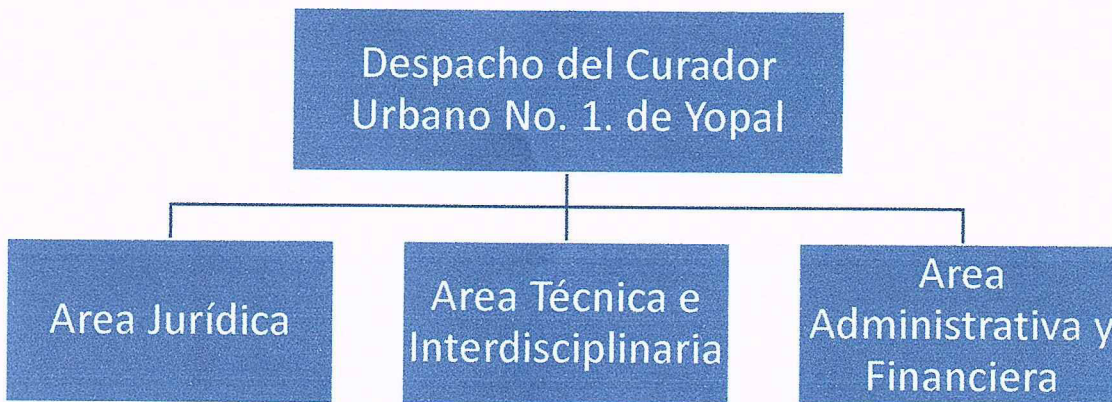 Despacho del Curador
Urbano No. 1. de Yopal
Area Jurídica
Area Técnica e
Interdisciplinaria
Area
Administrativa y
Financiera